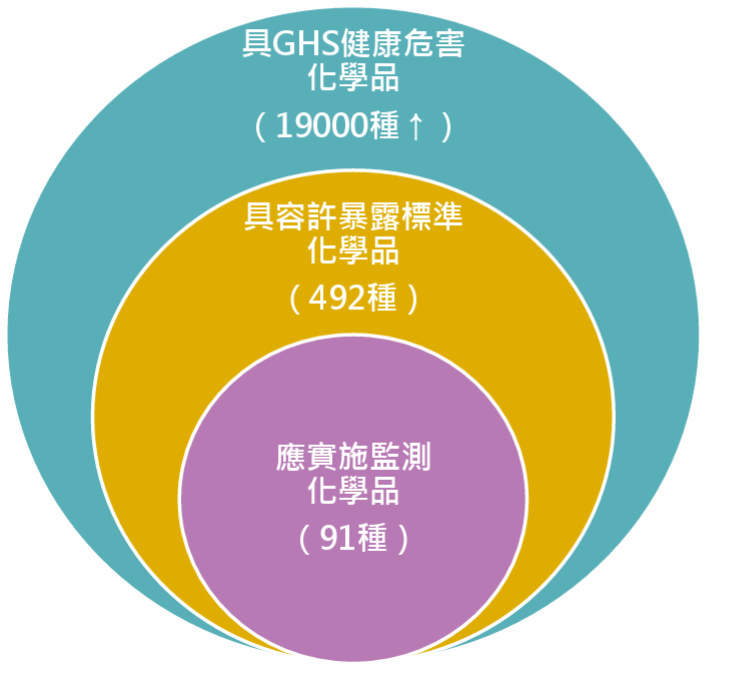 具GHS健康危害
化學品
（19000種↑）
具容許暴露標準
化學品
（492種）
應實施監測
化學品
（91種）